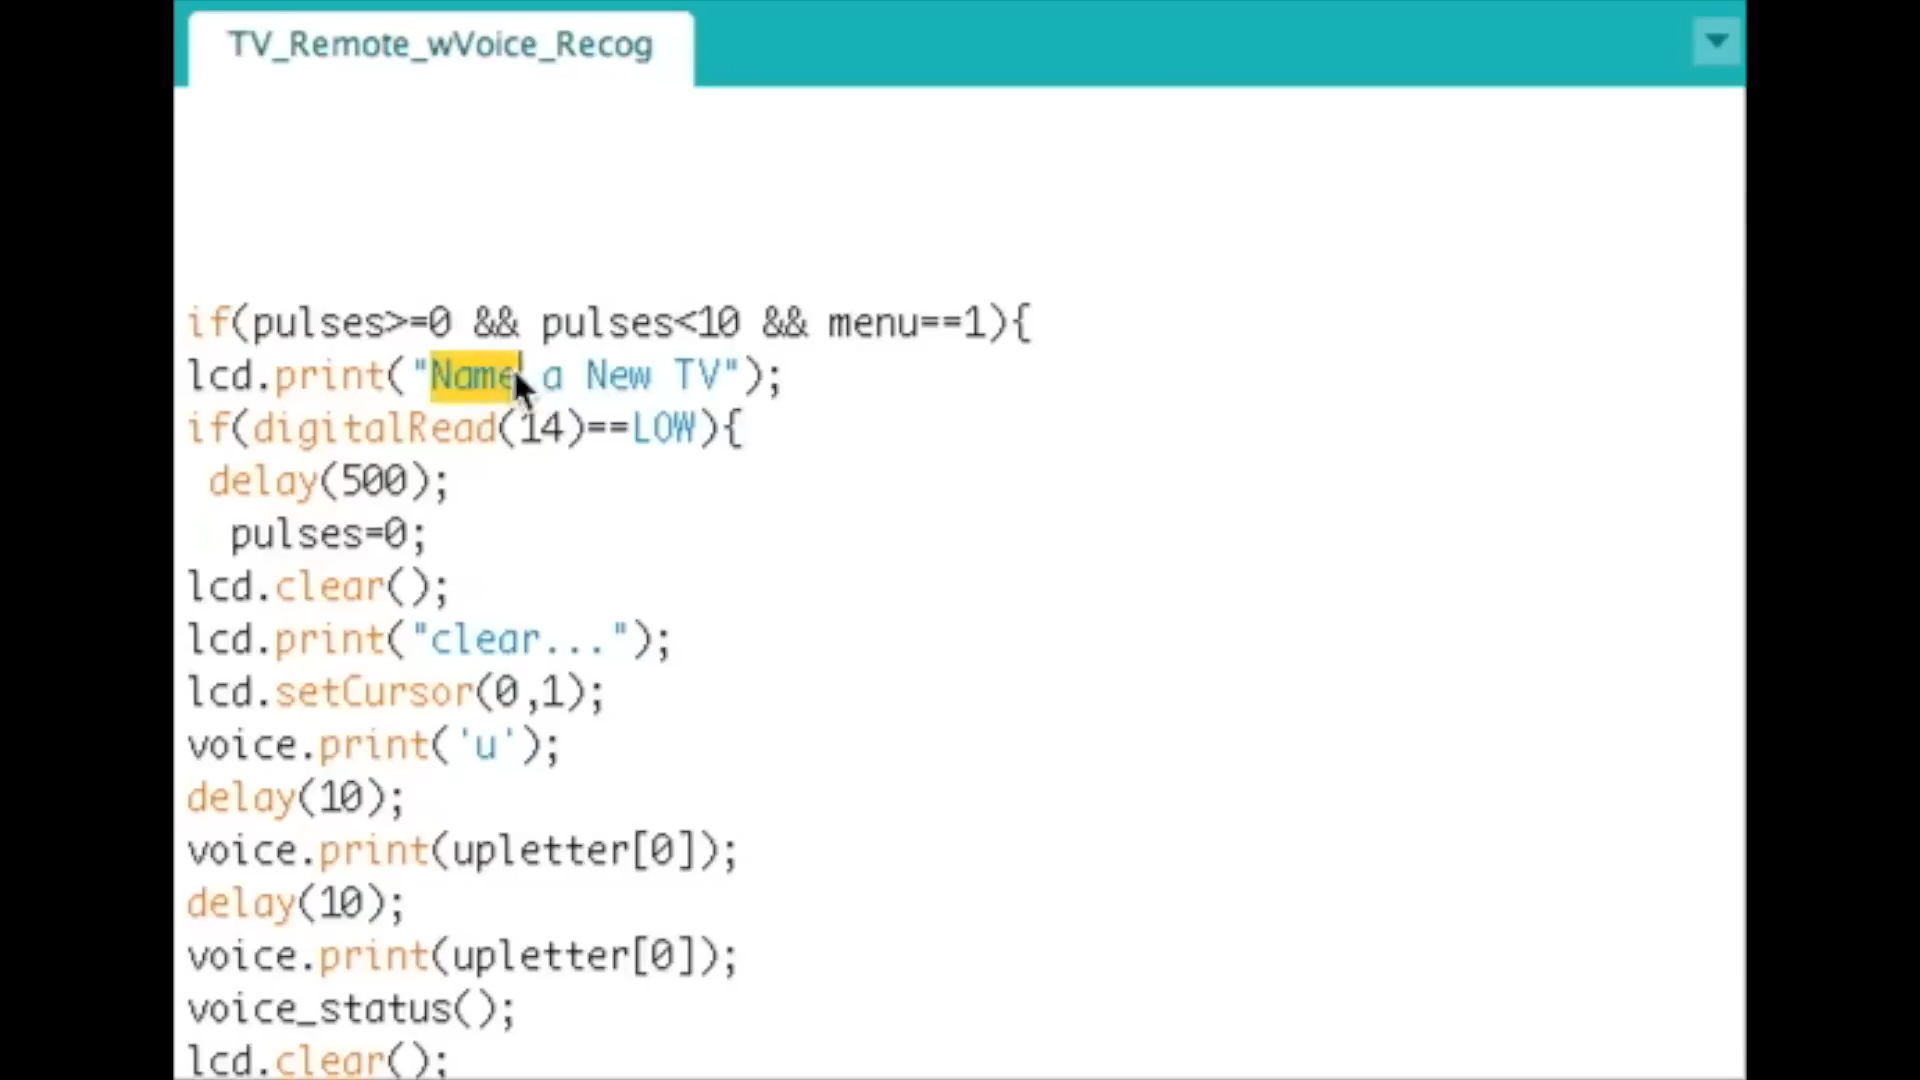 TV_Remote_wVoice_Recog
if(pulses>=0 && pulses<10 && menu==1){
lcd.print("Name a New TV");
if(digitalRead(14)==LOW){
 delay(500);
  pulses=0;
lcd.clear();
lcd.print("clear...");
lcd.setCursor(0,1);
voice.print('u');
delay(10);
voice.print(upletter[0]);
delay(10);
voice.print(upletter[0]);
voice_status();
lcd.clear();